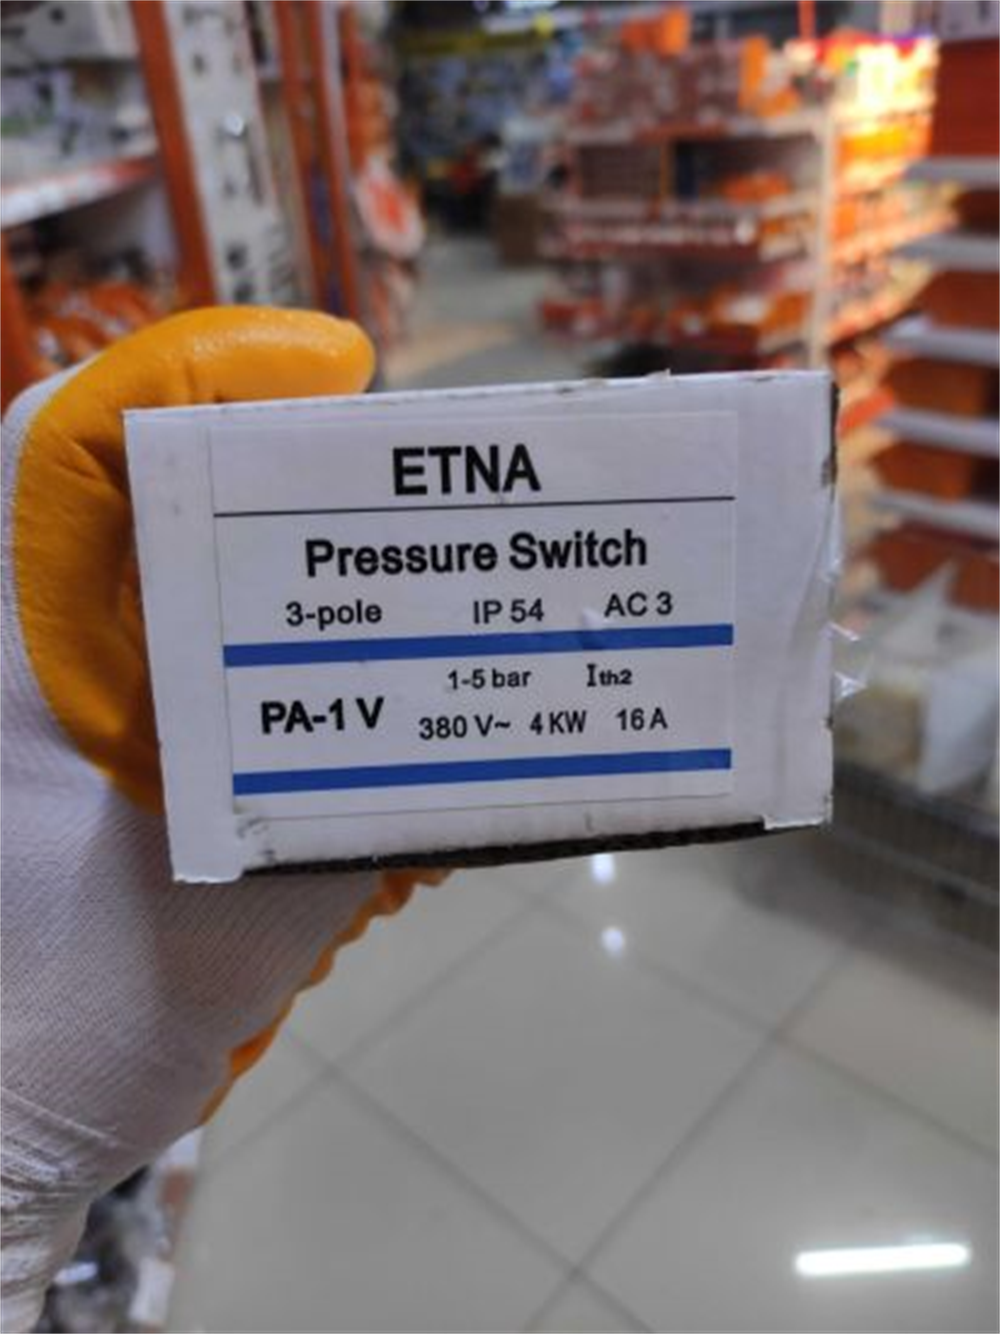 ETNA
Pressure Switch
3-pole IP 54 AC 3
1-5 bar Ith2
PA-1 V 380 V~ 4 KW 16 A